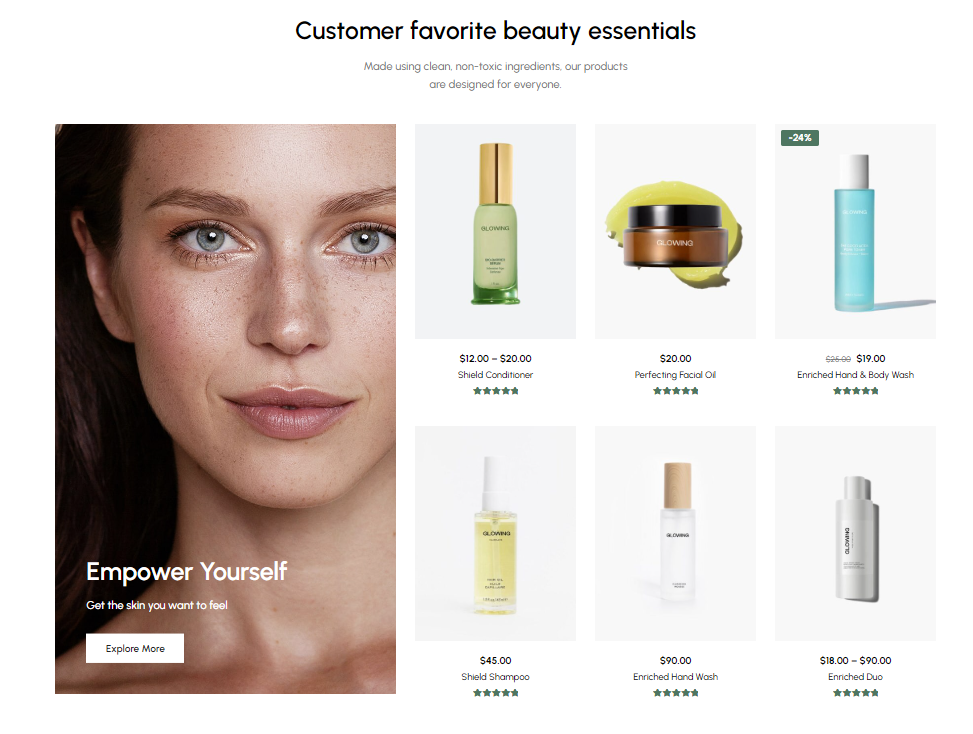 Customer favorite beauty essentials
Made using clean, non-toxic ingredients, our products
are designed for everyone.
Empower Yourself
Get the skin you want to feel
Explore More
GLOWING
$12.00 – $20.00
Shield Conditioner
GLOWING
$20.00
Perfecting Facial Oil
-24%
GLOWING
$25.00 $19.00
Enriched Hand & Body Wash
GLOWING
$45.00
Shield Shampoo
GLOWING
$90.00
Enriched Hand Wash
GLOWING
$18.00 – $90.00
Enriched Duo